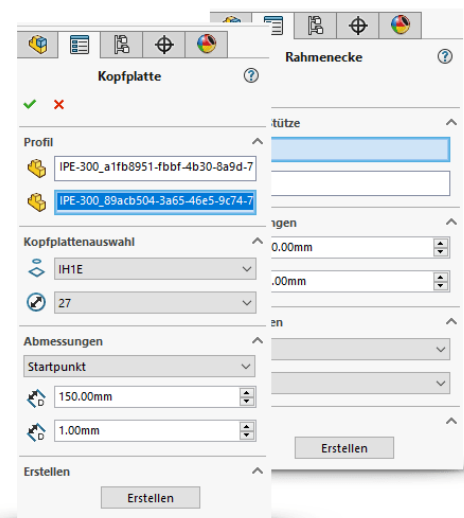 Kopfplatte
Profil
IPE-300_a1fb8951-fbbf-4b30-8a9d-7
IPE-300_89acb504-3a65-46e5-9c74-7
Kopfplattenauswahl
IH1E
27
Abmessungen
Startpunkt
150.00mm
1.00mm
Erstellen
Erstellen
Rahmenecke
tütze
ngen
0.00mm
.00mm
en
Erstellen